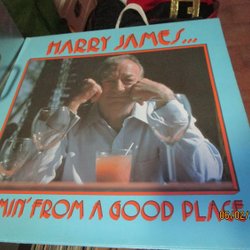 HARRY JAMES...
MIN' FROM A GOOD PLACE